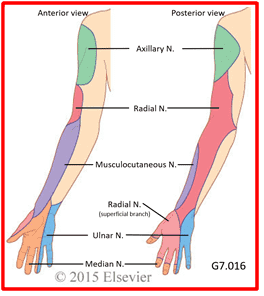 Anterior view
Posterior view
Axillary N.
Radial N.
Musculocutaneous N.
Radial N.
(superficial branch)
Ulnar N.
G7.016
Median N.
© 2015 Elsevier